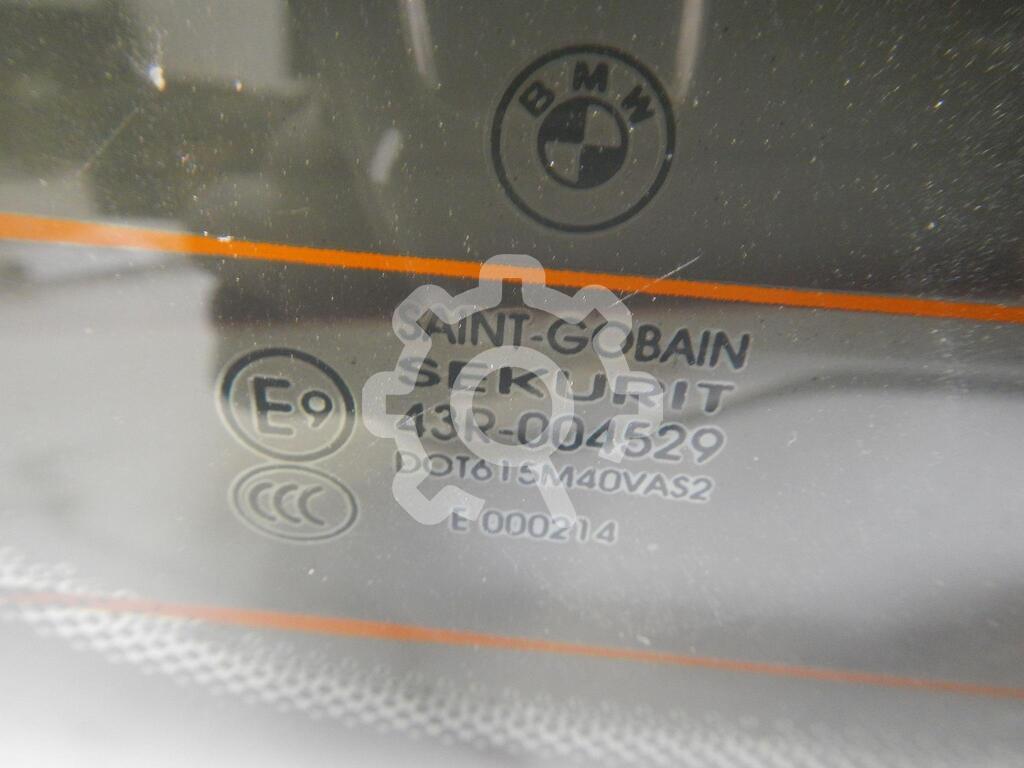 BMW
SAINT-GOBAIN
SEKURIT
E9
43R-004529
CCC
DOT615M40VAS2
E 000214